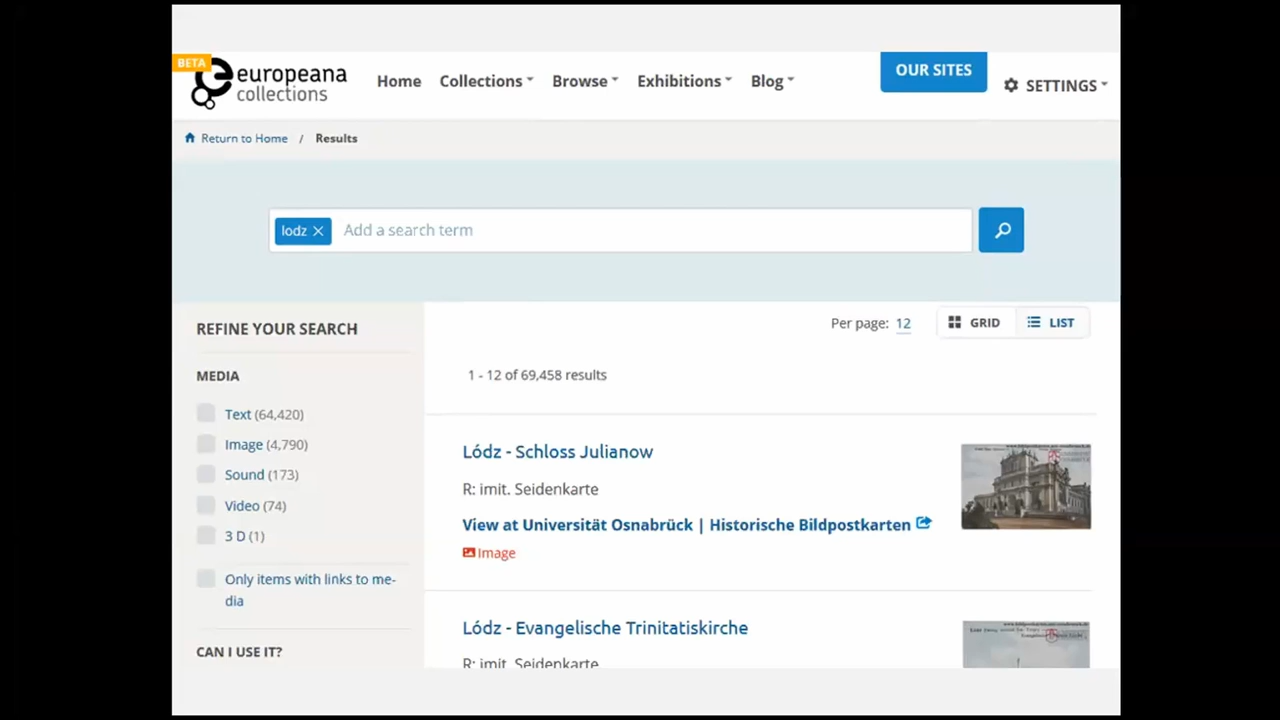 BETA
europeana
collections
Home Collections Browse Exhibitions Blog
OUR SITES
SETTINGS
Return to Home / Results
lodz Add a search term
REFINE YOUR SEARCH
Per page: 12 GRID LIST
MEDIA
1 - 12 of 69,458 results
Text (64,420)
Image (4,790)
Sound (173)
Video (74)
3 D (1)
Only items with links to me-
dia
CAN I USE IT?
Lódz - Schloss Julianow
R: imit. Seidenkarte
View at Universität Osnabrück | Historische Bildpostkarten
Image
Lódz - Evangelische Trinitatiskirche
R: imit. Seidenkarte